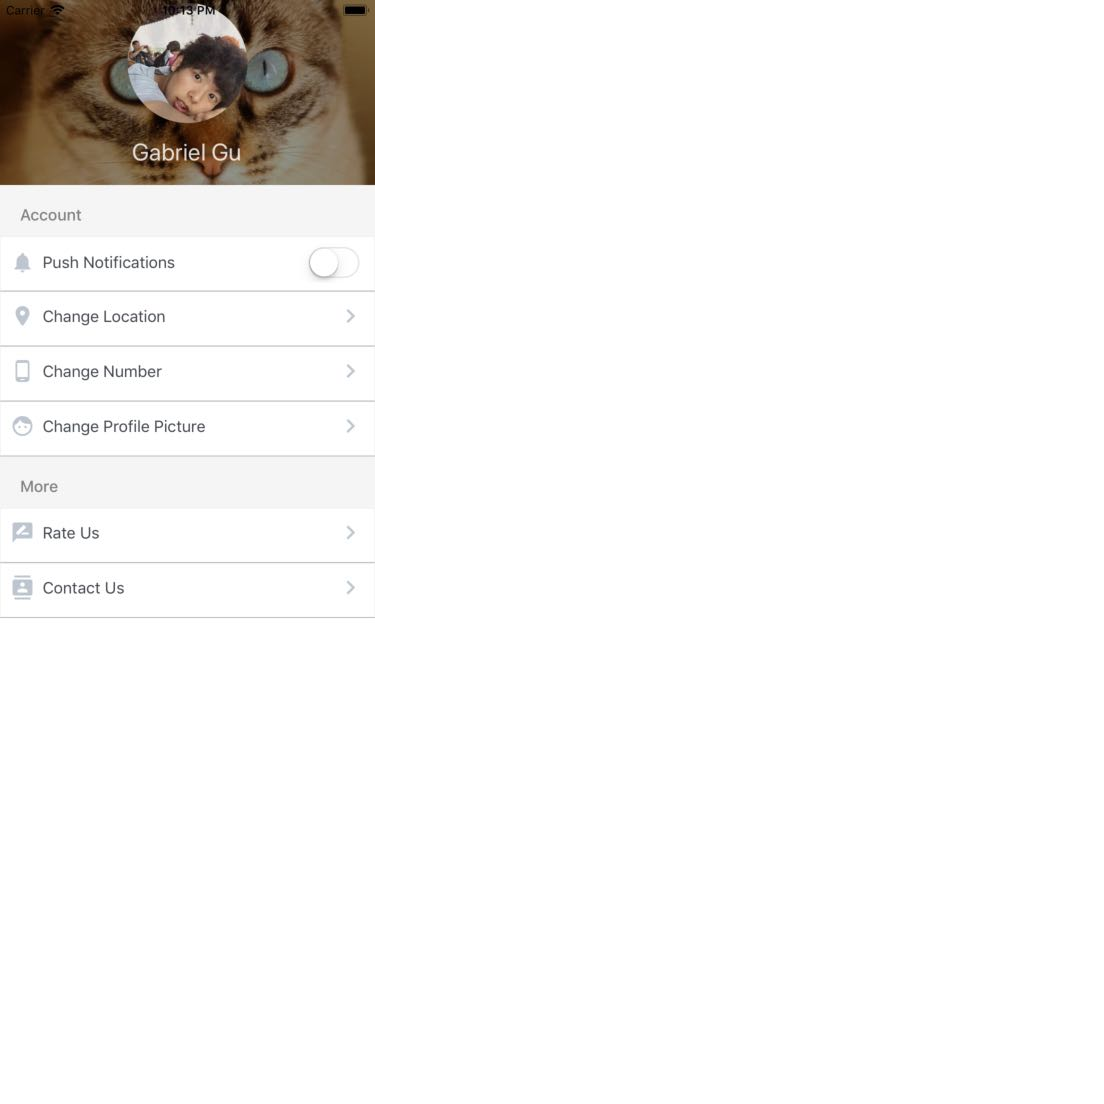 Carrier 10:13 PM
Gabriel Gu
Account
Push Notifications
Change Location
Change Number
Change Profile Picture
More
Rate Us
Contact Us